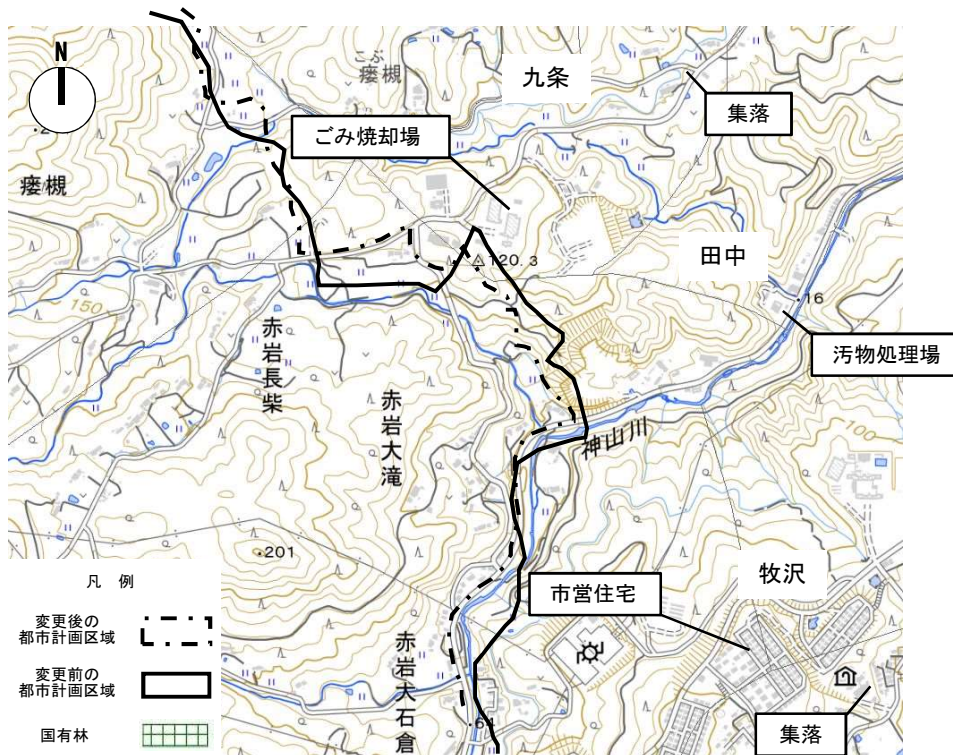 N
こぶ
瘻槻
九条
集落
ごみ焼却場
瘻槻
120.3
田中
16
150
汚物処理場
赤岩長柴
赤岩大滝
神山川
100
201
牧沢
市営住宅
赤岩大石倉
64
集落
凡 例
変更後の
都市計画区域
変更前の
都市計画区域
国有林